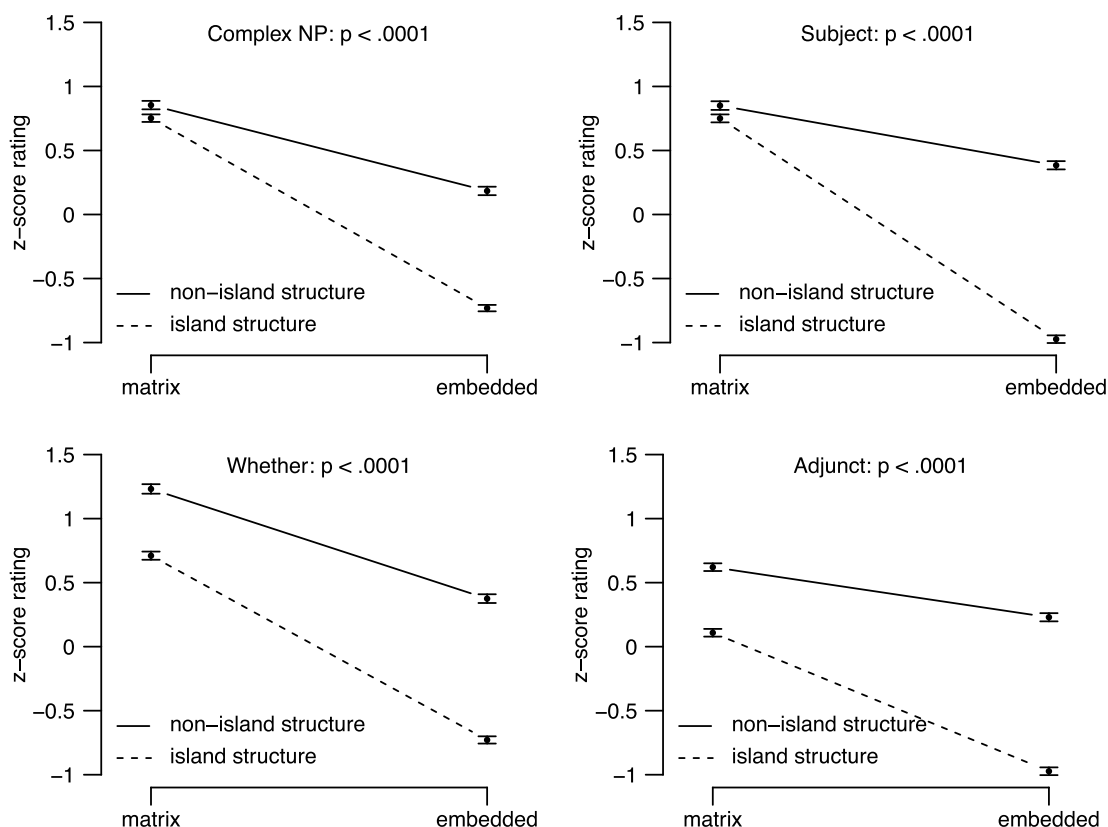 Complex NP: p < .0001
z−score rating
1.5
1
0.5
0
−0.5
−1
non−island structure
island structure
matrix embedded
Subject: p < .0001
z−score rating
1.5
1
0.5
0
−0.5
−1
non−island structure
island structure
matrix embedded
Whether: p < .0001
z−score rating
1.5
1
0.5
0
−0.5
−1
non−island structure
island structure
matrix embedded
Adjunct: p < .0001
z−score rating
1.5
1
0.5
0
−0.5
−1
non−island structure
island structure
matrix embedded